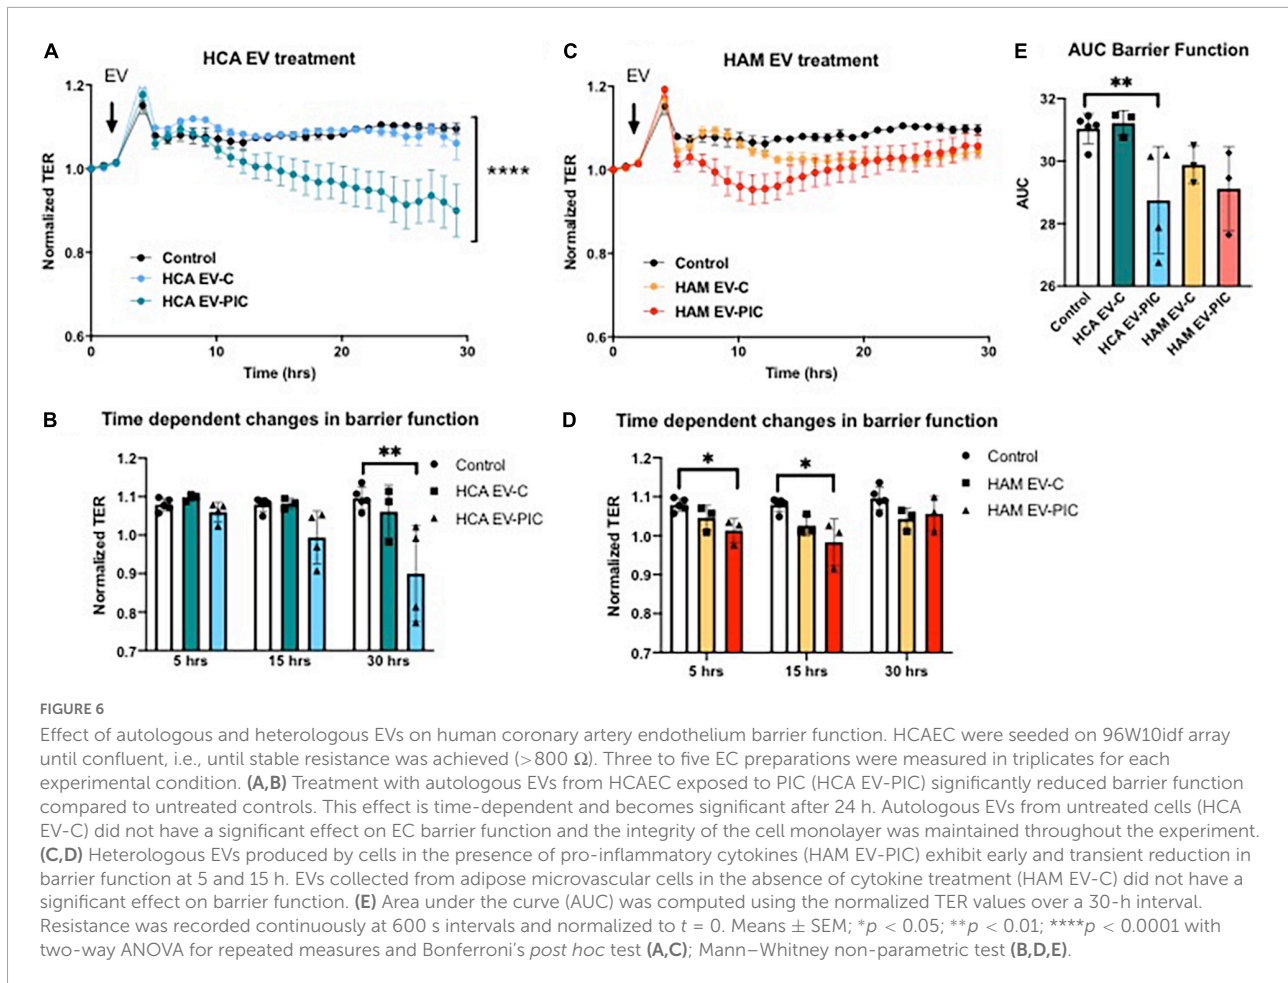 A
HCA EV treatment
EV
1.2
1.0
0.8
0.6
Normalized TER
0
10
20
30
Time (hrs)
Control
HCA EV-C
HCA EV-PIC
****
C
HAM EV treatment
EV
1.2
1.0
0.8
0.6
Normalized TER
0
10
20
30
Time (hrs)
Control
HAM EV-C
HAM EV-PIC
E
AUC Barrier Function
**
32
30
28
26
AUC
Control
HCA EV-C
HCA EV-PIC
HAM EV-C
HAM EV-PIC
B
Time dependent changes in barrier function
1.2
1.1
1.0
0.9
0.8
0.7
Normalized TER
**
Control
HCA EV-C
HCA EV-PIC
5 hrs
15 hrs
30 hrs
D
Time dependent changes in barrier function
1.2
1.1
1.0
0.9
0.8
0.7
Normalized TER
*
*
Control
HAM EV-C
HAM EV-PIC
5 hrs
15 hrs
30 hrs
FIGURE 6
Effect of autologous and heterologous EVs on human coronary artery endothelium barrier function. HCAEC were seeded on 96W10idf array
until confluent, i.e., until stable resistance was achieved (>800 Ω). Three to five EC preparations were measured in triplicates for each
experimental condition. (A,B) Treatment with autologous EVs from HCAEC exposed to PIC (HCA EV-PIC) significantly reduced barrier function
compared to untreated controls. This effect is time-dependent and becomes significant after 24 h. Autologous EVs from untreated cells (HCA
EV-C) did not have a significant effect on EC barrier function and the integrity of the cell monolayer was maintained throughout the experiment.
(C,D) Heterologous EVs produced by cells in the presence of pro-inflammatory cytokines (HAM EV-PIC) exhibit early and transient reduction in
barrier function at 5 and 15 h. EVs collected from adipose microvascular cells in the absence of cytokine treatment (HAM EV-C) did not have a
significant effect on barrier function. (E) Area under the curve (AUC) was computed using the normalized TER values over a 30-h interval.
Resistance was recorded continuously at 600 s intervals and normalized to t = 0. Means ± SEM; *p < 0.05; **p < 0.01; ****p < 0.0001 with
two-way ANOVA for repeated measures and Bonferroni's post hoc test (A,C); Mann–Whitney non-parametric test (B,D,E).